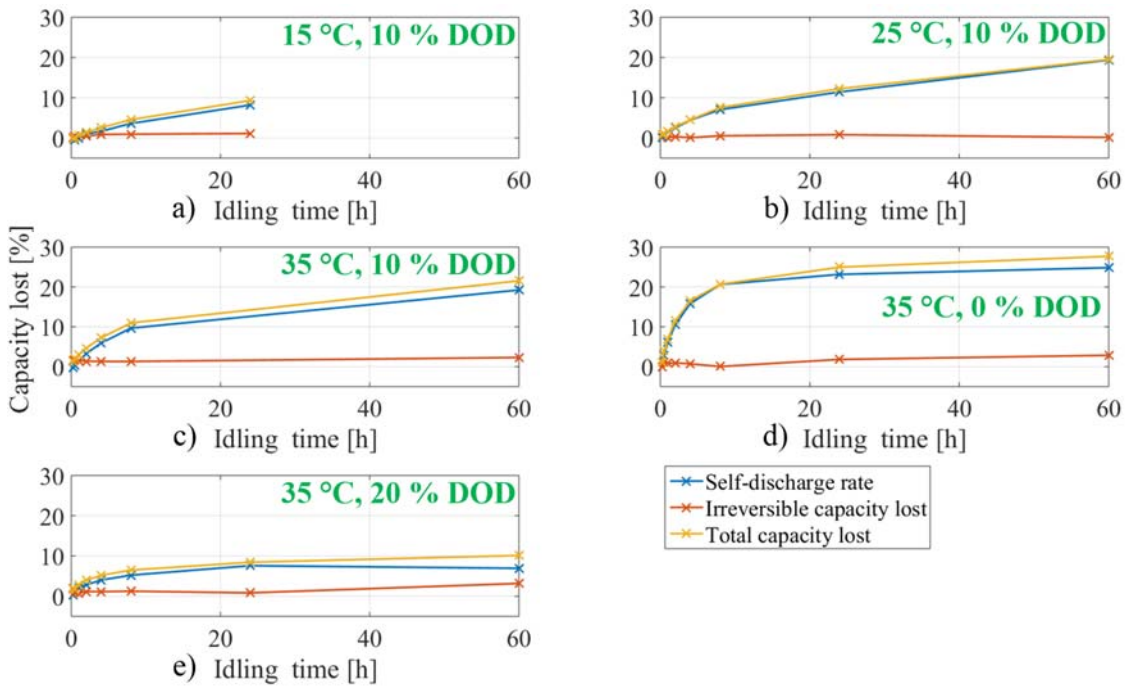 Capacity lost [%]
30
20
10
0
15 °C, 10 % DOD
0 20 40 60
a) Idling time [h]
30
20
10
0
25 °C, 10 % DOD
0 20 40 60
b) Idling time [h]
30
20
10
0
35 °C, 10 % DOD
0 20 40 60
c) Idling time [h]
30
20
10
0
35 °C, 0 % DOD
0 20 40 60
d) Idling time [h]
30
20
10
0
35 °C, 20 % DOD
0 20 40 60
e) Idling time [h]
Self-discharge rate
Irreversible capacity lost
Total capacity lost